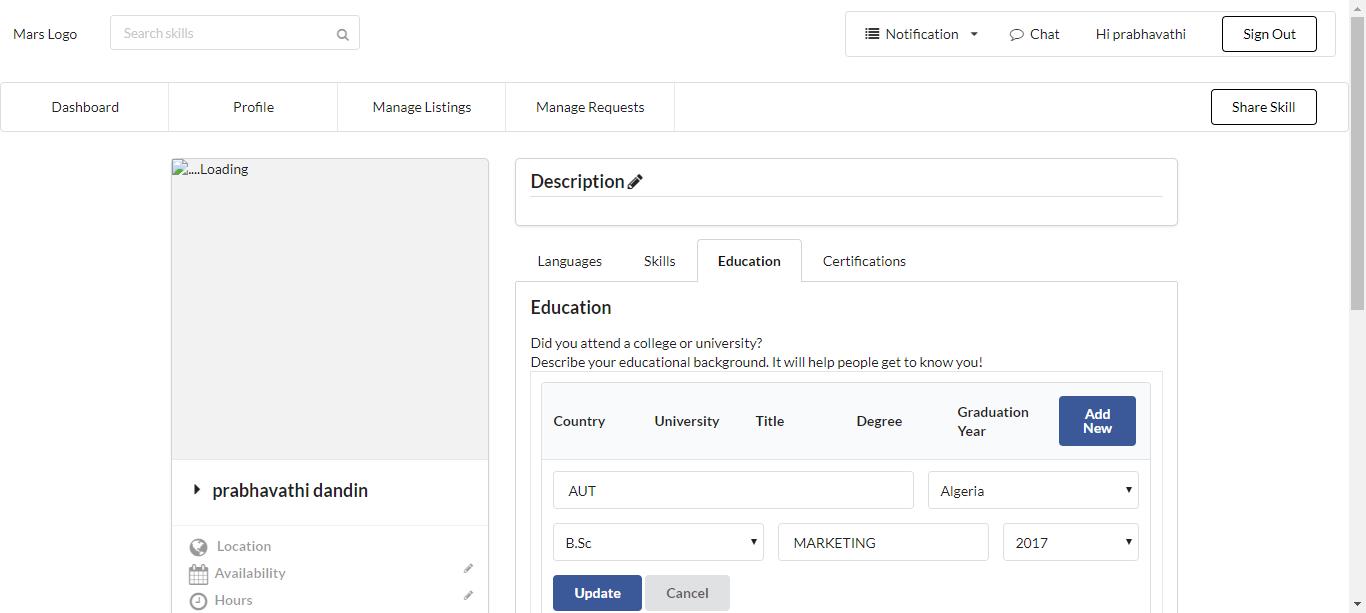 Mars Logo
Search skills
Notification
Chat
Hi prabhavathi
Sign Out
Dashboard
Profile
Manage Listings
Manage Requests
Share Skill
....Loading
Description
Languages
Skills
Education
Certifications
Education
Did you attend a college or university?
Describe your educational background. It will help people get to know you!
Country
University
Title
Degree
Graduation
Year
Add
New
AUT
Algeria
B.Sc
MARKETING
2017
Update
Cancel
prabhavathi dandin
Location
Availability
Hours